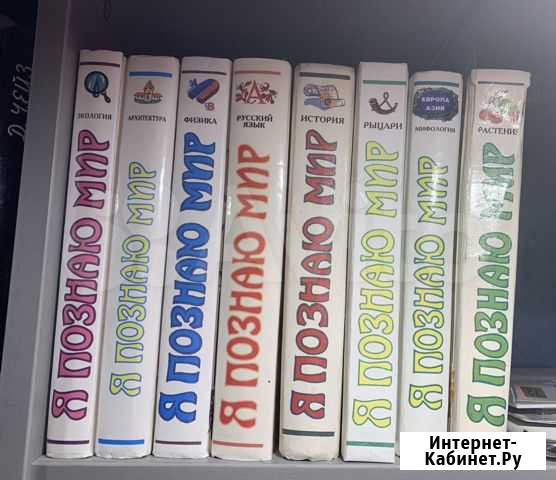 Д. ЧЕЙЗ
ЭКОЛОГИЯ
Я ПОЗНАЮ МИР
АРХИТЕКТУРА
Я ПОЗНАЮ МИР
ФИЗИКА
Я ПОЗНАЮ МИР
РУССКИЙ
ЯЗЫК
Я ПОЗНАЮ МИР
ИСТОРИЯ
Я ПОЗНАЮ МИР
РЫЦАРИ
Я ПОЗНАЮ МИР
ЕВРОПА
АЗИЯ
МИФОЛОГИЯ
Я ПОЗНАЮ МИР
РАСТЕНИЯ
Я ПОЗНАЮ МИР
Интернет-
Кабинет.Ру